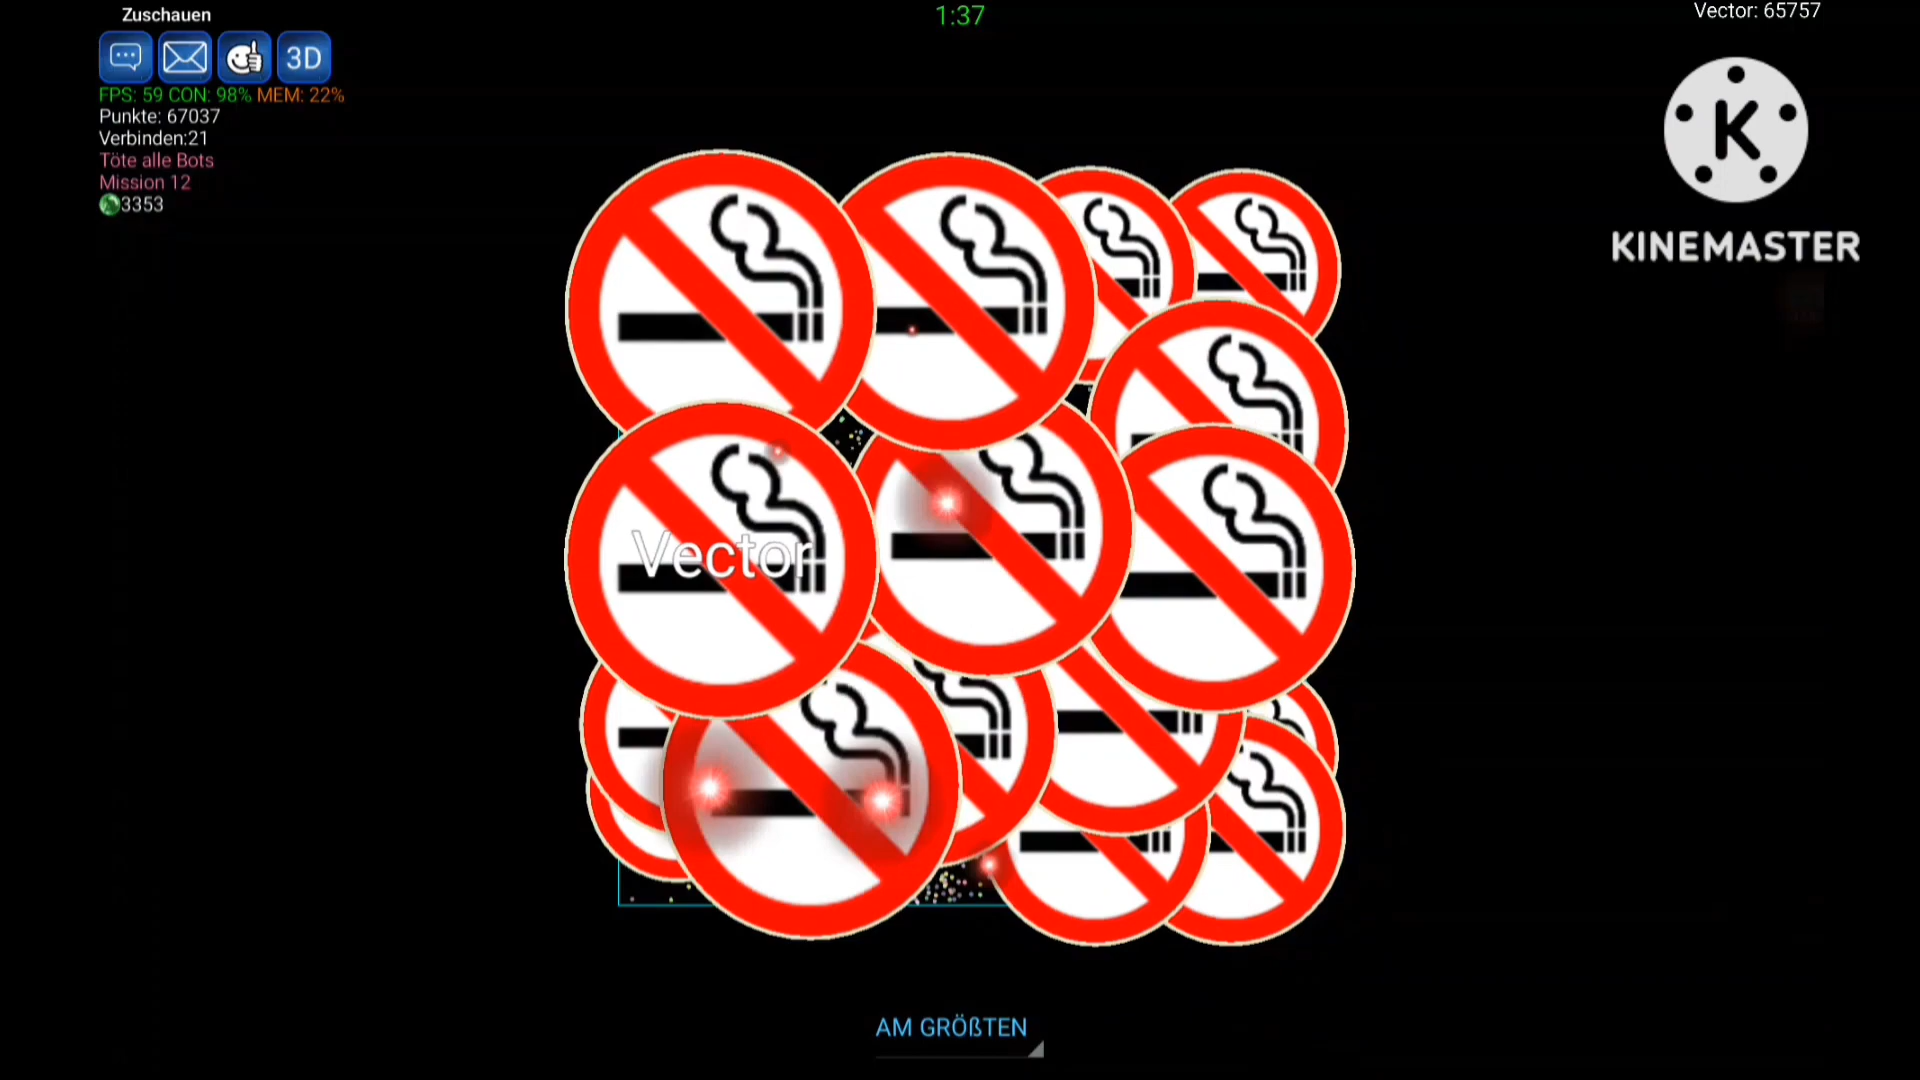 Zuschauen
1:37
Vector: 65757
3D
FPS: 59 CON: 98% MEM: 22%
Punkte: 67037
Verbinden:21
Töte alle Bots
Mission 12
3353
K
KINEMASTER
Vector
AM GRÖßTEN